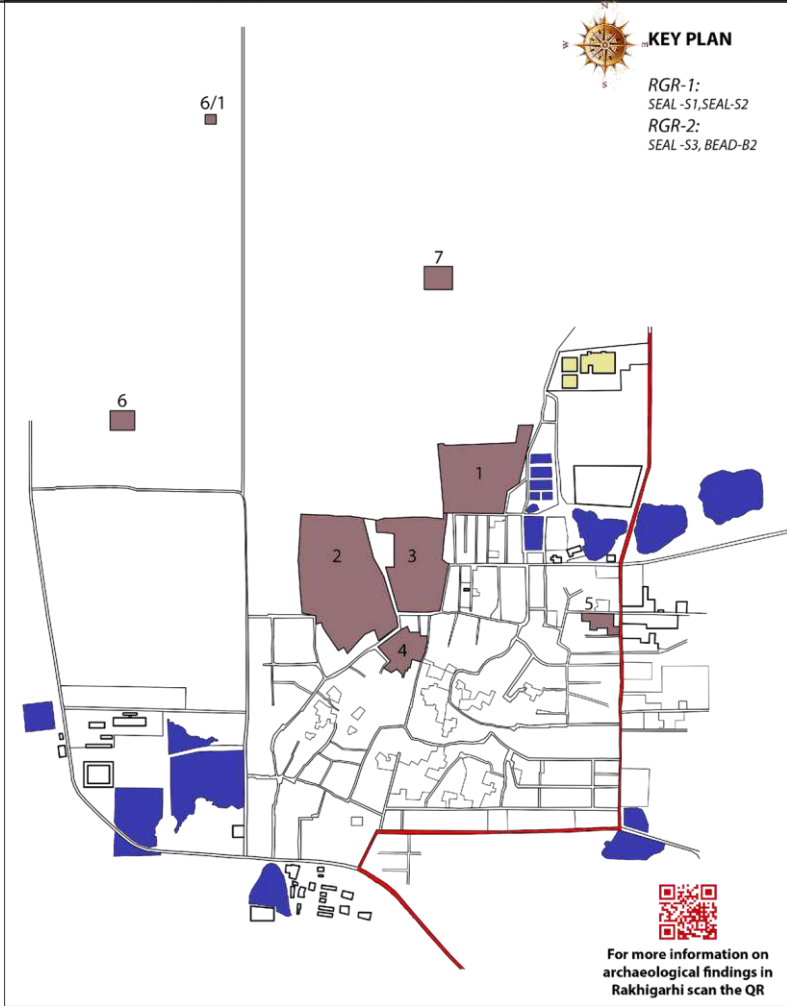 N
W
E
S
KEY PLAN
RGR-1:
SEAL -S1,SEAL-S2
RGR-2:
SEAL -S3, BEAD-B2
6/1
7
6
1
2
3
5
4
For more information on
archaeological findings in
Rakhigarhi scan the QR